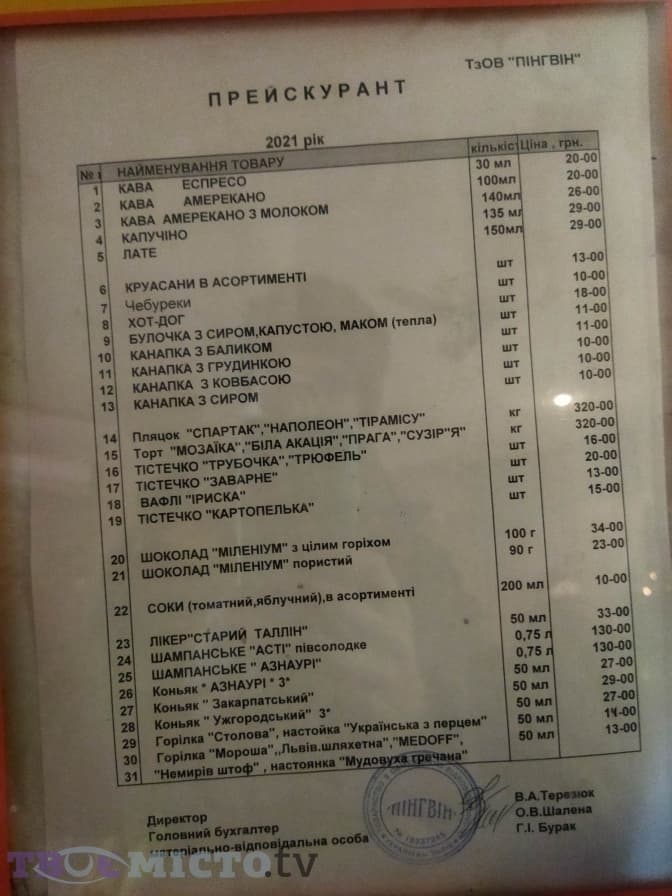 ТзОВ "ПІНГВІН"
ПРЕЙСКУРАНТ
2021 рік
№ НАЙМЕНУВАННЯ ТОВАРУ кількіст Ціна , грн.
1 КАВА ЕСПРЕСО 30 мл 20-00
2 КАВА АМЕРЕКАНО 100мл 20-00
3 КАВА АМЕРЕКАНО З МОЛОКОМ 140мл 26-00
4 КАПУЧІНО 135 мл 29-00
5 ЛАТЕ 150мл 29-00
6 КРУАСАНИ В АСОРТИМЕНТІ шт 13-00
7 Чебуреки шт 10-00
8 ХОТ-ДОГ шт 18-00
9 БУЛОЧКА З СИРОМ,КАПУСТОЮ, МАКОМ (тепла) шт 11-00
10 КАНАПКА З БАЛИКОМ шт 11-00
11 КАНАПКА З ГРУДИНКОЮ шт 10-00
12 КАНАПКА З КОВБАСОЮ шт 10-00
13 КАНАПКА З СИРОМ шт 10-00
14 Пляцок "СПАРТАК","НАПОЛЕОН","ТІРАМІСУ" кг 320-00
15 Торт "МОЗАЇКА","БІЛА АКАЦІЯ","ПРАГА","СУЗІР"Я" кг 320-00
16 ТІСТЕЧКО "ТРУБОЧКА","ТРЮФЕЛЬ" шт 16-00
17 ТІСТЕЧКО "ЗАВАРНЕ" шт 20-00
18 ВАФЛІ "ІРИСКА" шт 13-00
19 ТІСТЕЧКО "КАРТОПЕЛЬКА" шт 15-00
20 ШОКОЛАД "МІЛЕНІУМ" з цілим горіхом 100 г 34-00
21 ШОКОЛАД "МІЛЕНІУМ" пористий 90 г 23-00
22 СОКИ (томатний,яблучний),в асортименті 200 мл 10-00
23 ЛІКЕР"СТАРИЙ ТАЛЛІН" 50 мл 33-00
24 ШАМПАНСЬКЕ "АСТІ" півсолодке 0,75 л 130-00
25 ШАМПАНСЬКЕ " АЗНАУРІ" 0,75 л 130-00
26 Коньяк * АЗНАУРІ * 3* 50 мл 27-00
27 Коньяк " Закарпатський" 50 мл 29-00
28 Коньяк " Ужгородський" 3* 50 мл 27-00
29 Горілка "Столова", настойка "Українська з перцем" 50 мл 14-00
30 Горілка "Мороша",,Львів.шляхетна","MEDOFF", 50 мл 13-00
31 "Немирів штоф" , настоянка "Мудовуха гречана"
Директор В.А.Терезюк
Головний бухгалтер О.В.Шалена
матеріально-відповідальна особа Г.І. Бурак
ПІНГВІН
ТВОЄ МІСТО.tv